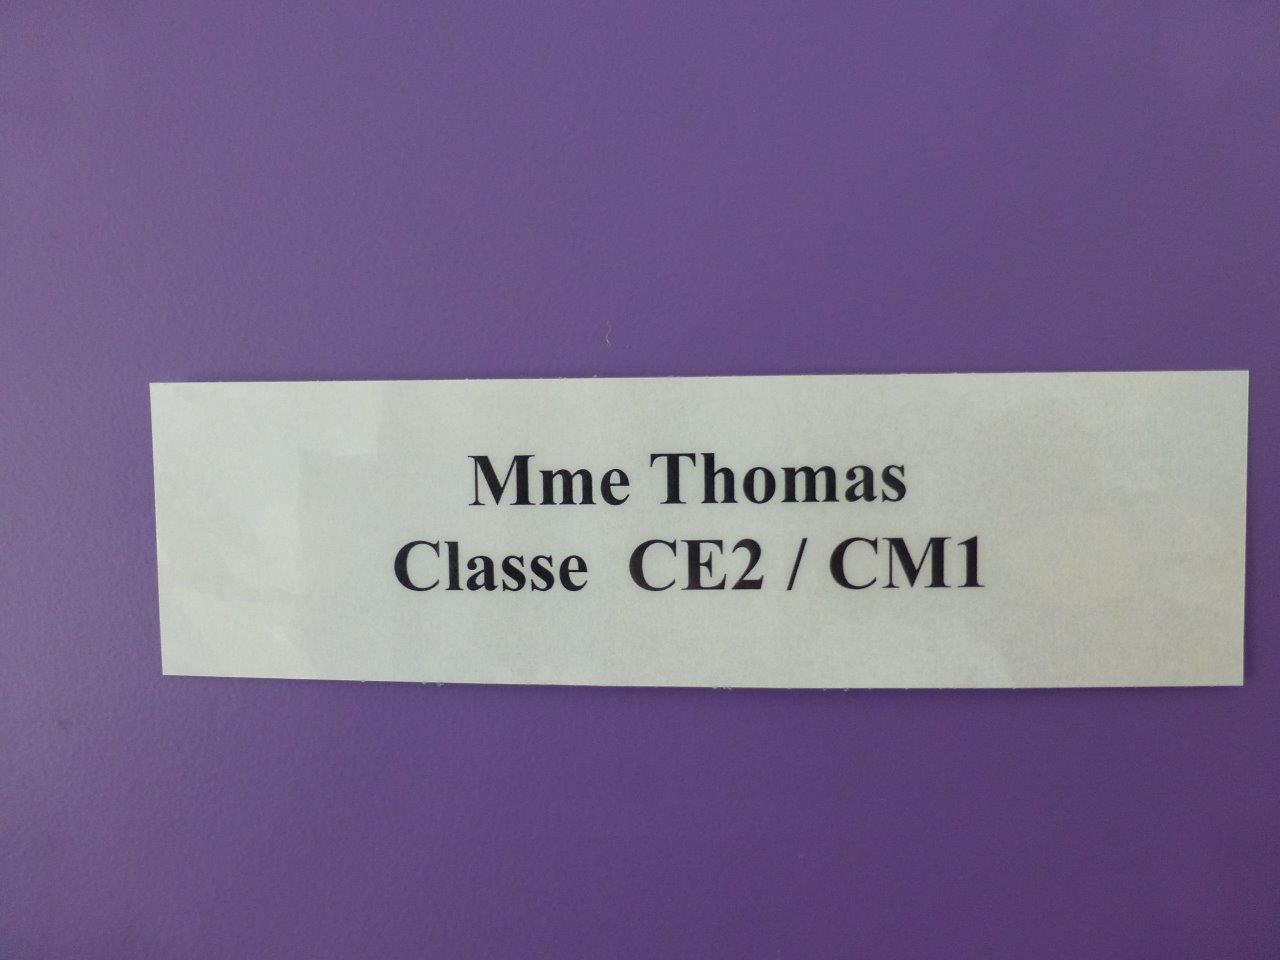 Mme Thomas
Classe CE2 / CM1